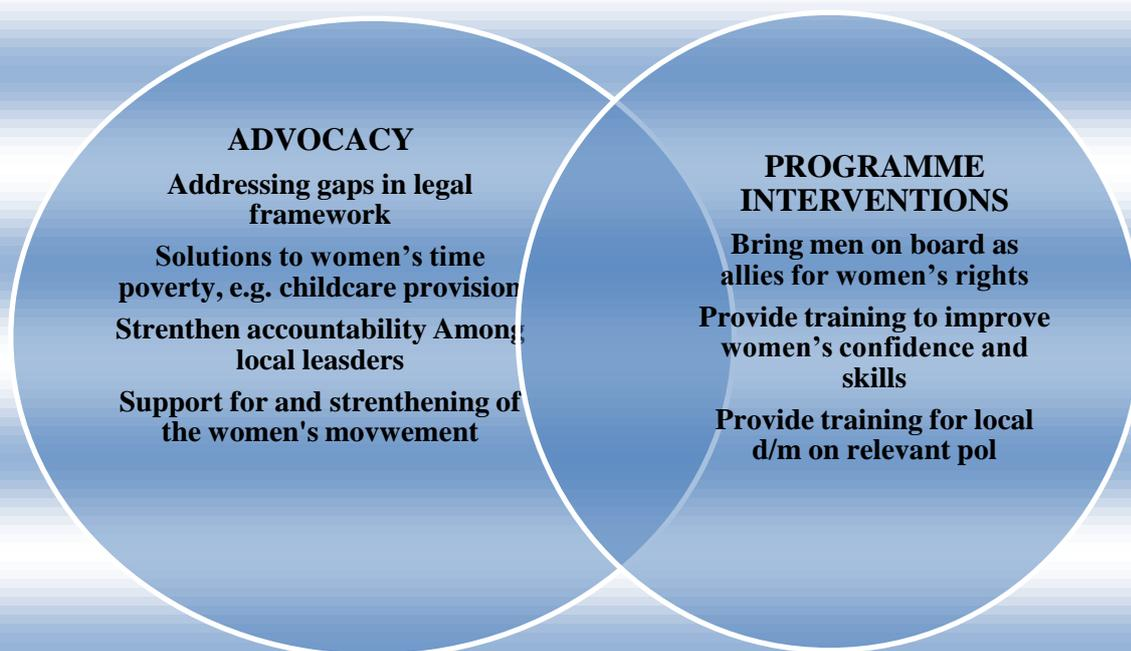 ADVOCACY
Addressing gaps in legal
framework
Solutions to women’s time
poverty, e.g. childcare provision
Strenthen accountability Among
local leasders
Support for and strenthening of
the women's movwement
PROGRAMME
INTERVENTIONS
Bring men on board as
allies for women’s rights
Provide training to improve
women’s confidence and
skills
Provide training for local
d/m on relevant pol